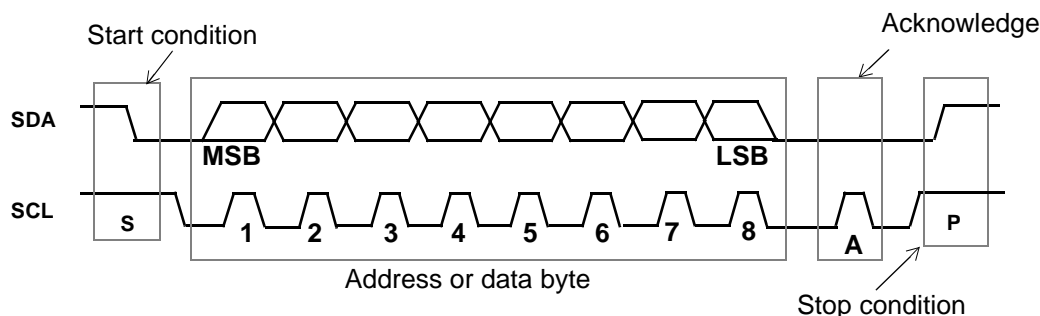 Start condition
Acknowledge
SDA
MSB
LSB
SCL
S
1 2 3 4 5 6 7 8
A
P
Address or data byte
Stop condition